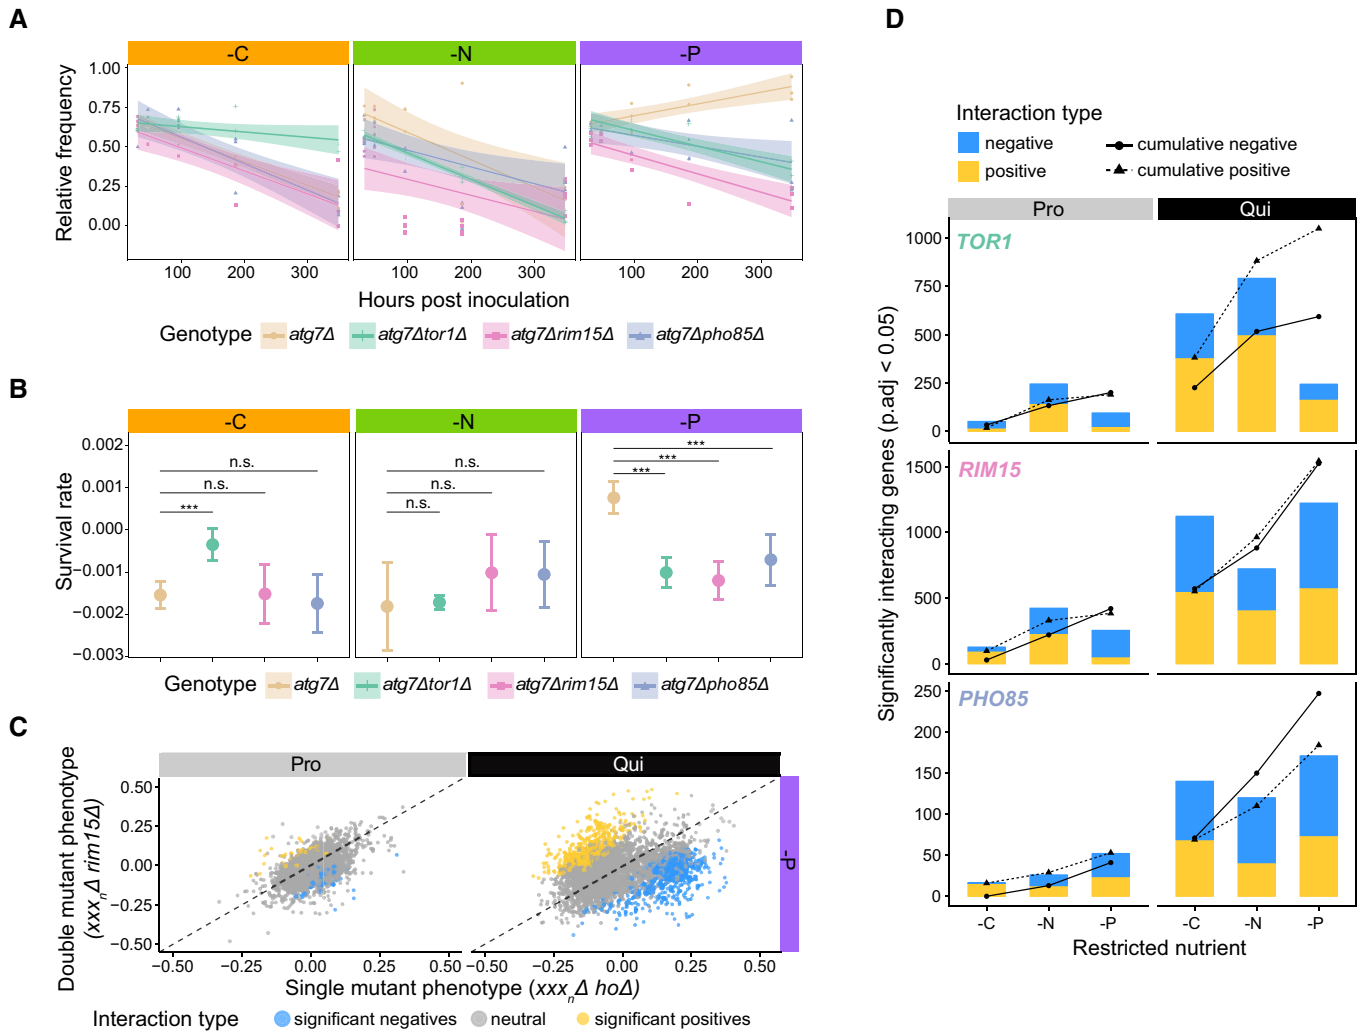 A
-C
-N
-P
Relative frequency
1.00
0.75
0.50
0.25
0.00
100
200
300
100
200
300
100
200
300
Hours post inoculation
Genotype
atg7Δ
atg7Δtor1Δ
atg7Δrim15Δ
atg7Δpho85Δ
B
-C
-N
-P
Survival rate
0.002
0.001
0.000
−0.001
−0.002
−0.003
n.s.
n.s.
***
n.s.
n.s.
n.s.
***
***
***
Genotype
atg7Δ
atg7Δtor1Δ
atg7Δrim15Δ
atg7Δpho85Δ
C
Pro
Qui
-P
Double mutant phenotype
(xxxnΔ rim15Δ)
0.50
0.25
0.00
−0.25
−0.50
−0.50
−0.25
0.00
0.25
−0.50
−0.25
0.00
0.25
0.50
Single mutant phenotype (xxxnΔ hoΔ)
Interaction type
significant negatives
neutral
significant positives
D
Interaction type
negative
positive
cumulative negative
cumulative positive
Pro
Qui
Significantly interacting genes (p.adj < 0.05)
TOR1
1000
750
500
250
0
RIM15
1500
1000
500
0
PHO85
250
200
150
100
50
0
-C
-N
-P
-C
-N
-P
Restricted nutrient